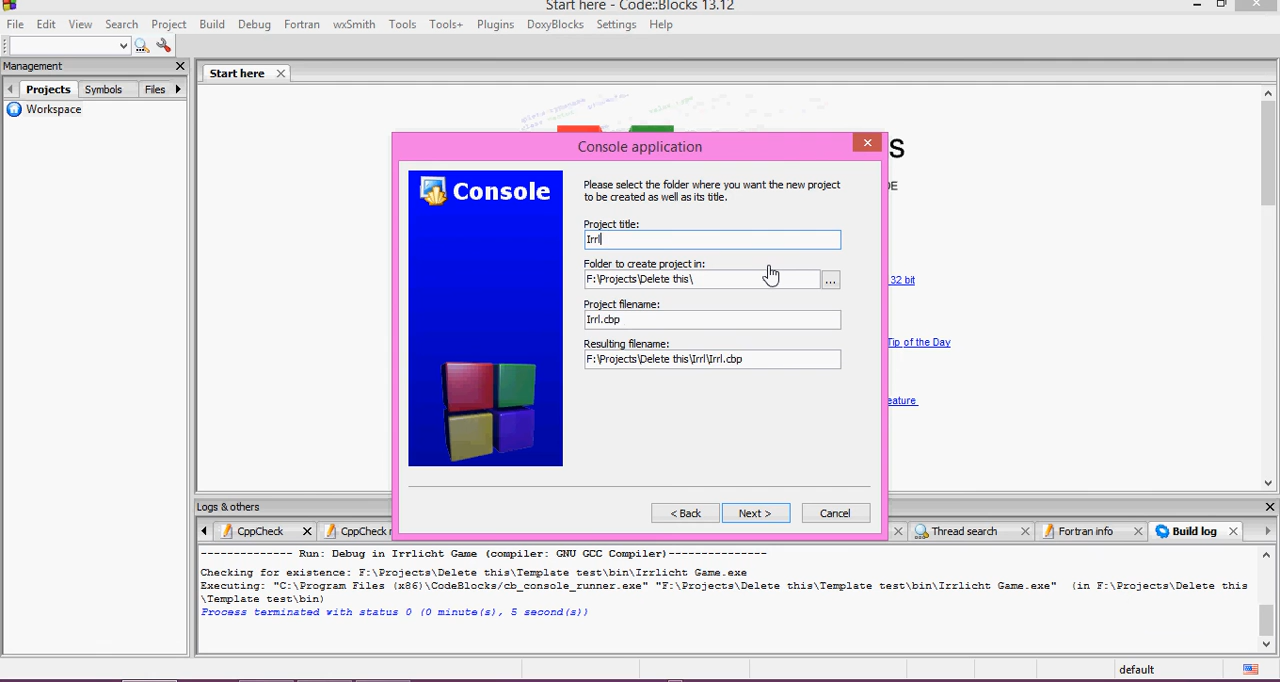 Start here - Code::Blocks 13.12
File Edit View Search Project Build Debug Fortran wxSmith Tools Tools+ Plugins DoxyBlocks Settings Help
Management
Start here
Projects Symbols Files
Workspace
Console application
S
Console
Please select the folder where you want the new project
to be created as well as its title.
DE
Project title:
Irrl
Folder to create project in:
F:\Projects\Delete this\
...
32 bit
Project filename:
Irrl.cbp
Resulting filename:
Tip of the Day
F:\Projects\Delete this\Irrl\Irrl.cbp
eature
< Back Next > Cancel
Logs & others
CppCheck CppCheck Thread search Fortran info Build log
-------------- Run: Debug in Irrlicht Game (compiler: GNU GCC Compiler)---------------
Checking for existence: F:\Projects\Delete this\Template test\bin\Irrlicht Game.exe
Executing: "C:\Program Files (x86)\CodeBlocks/cb_console_runner.exe" "F:\Projects\Delete this\Template test\bin\Irrlicht Game.exe"  (in F:\Projects\Delete this
\Template test\bin)
Process terminated with status 0 (0 minute(s), 5 second(s))
default